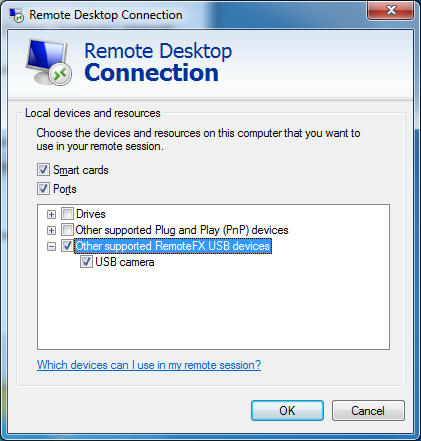 Remote Desktop Connection
Remote Desktop
Connection
Local devices and resources
Choose the devices and resources on this computer that you want to
use in your remote session.
Smart cards
Ports
Drives
Other supported Plug and Play (PnP) devices
Other supported RemoteFX USB devices
USB camera
Which devices can I use in my remote session?
OK
Cancel